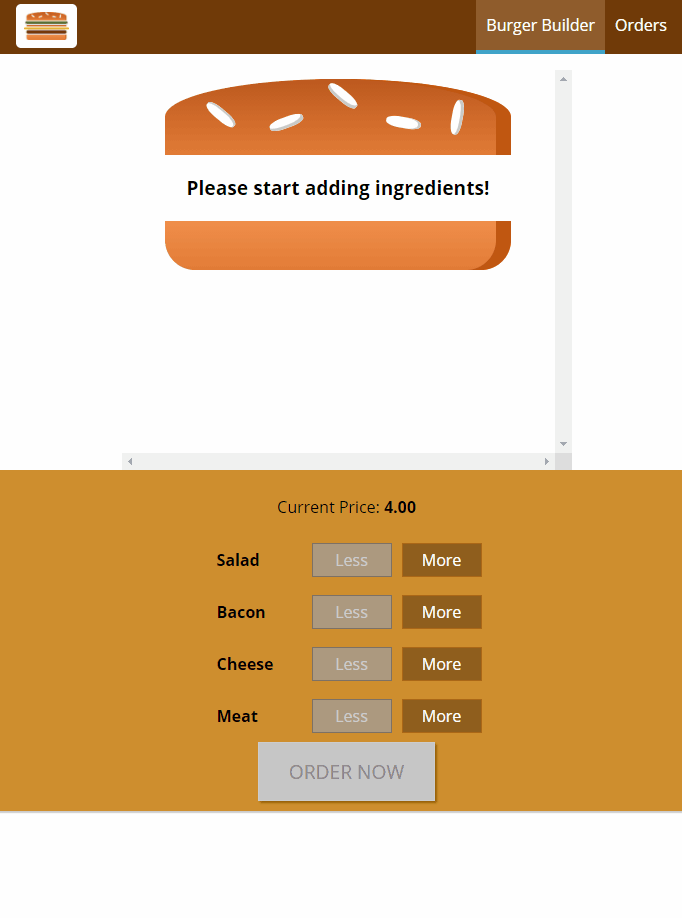 Burger Builder Orders
Please start adding ingredients!
Current Price: 4.00
Salad Less More
Bacon Less More
Cheese Less More
Meat Less More
ORDER NOW